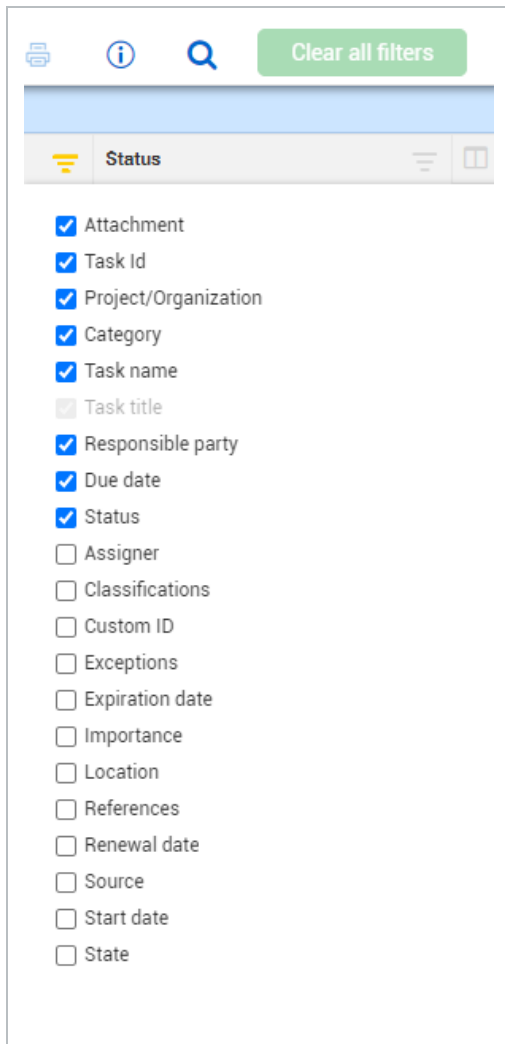 Clear all filters
Status
Attachment
Task Id
Project/Organization
Category
Task name
Task title
Responsible party
Due date
Status
Assigner
Classifications
Custom ID
Exceptions
Expiration date
Importance
Location
References
Renewal date
Source
Start date
State